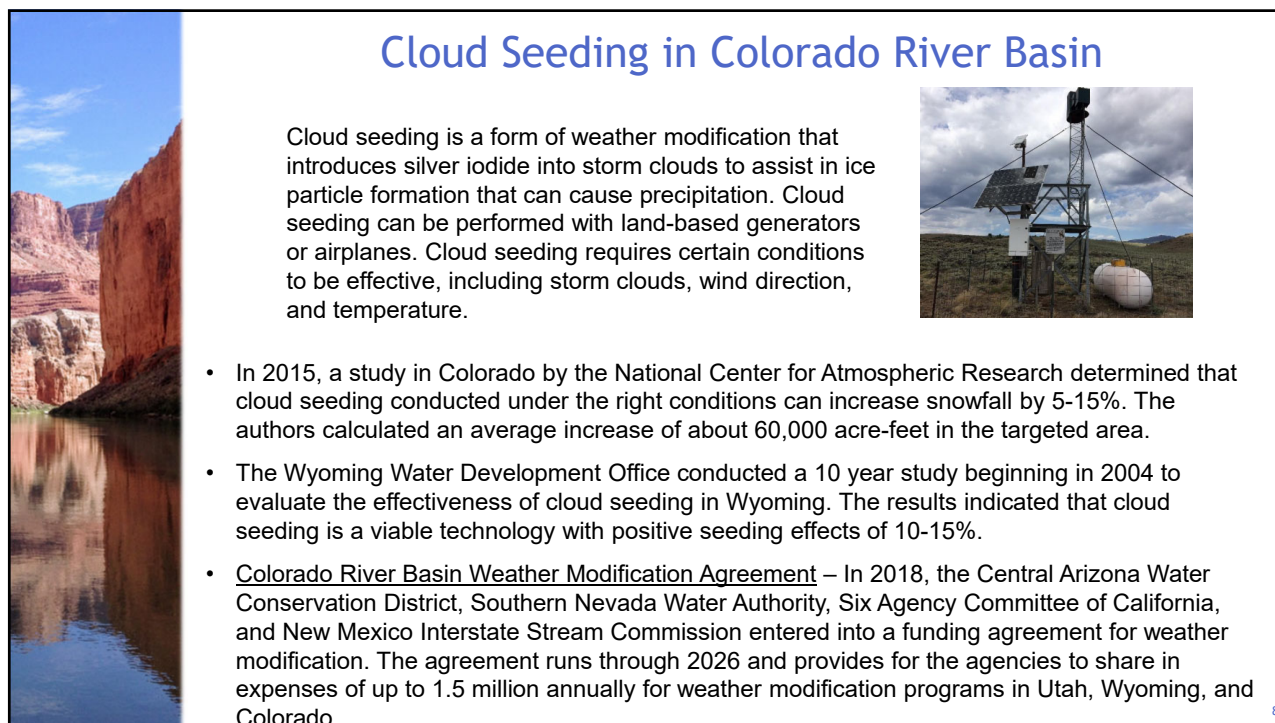 Cloud Seeding in Colorado River Basin
Cloud seeding is a form of weather modification that
introduces silver iodide into storm clouds to assist in ice
particle formation that can cause precipitation. Cloud
seeding can be performed with land-based generators
or airplanes. Cloud seeding requires certain conditions
to be effective, including storm clouds, wind direction,
and temperature.
• In 2015, a study in Colorado by the National Center for Atmospheric Research determined that
cloud seeding conducted under the right conditions can increase snowfall by 5-15%. The
authors calculated an average increase of about 60,000 acre-feet in the targeted area.
• The Wyoming Water Development Office conducted a 10 year study beginning in 2004 to
evaluate the effectiveness of cloud seeding in Wyoming. The results indicated that cloud
seeding is a viable technology with positive seeding effects of 10-15%.
• Colorado River Basin Weather Modification Agreement – In 2018, the Central Arizona Water
Conservation District, Southern Nevada Water Authority, Six Agency Committee of California,
and New Mexico Interstate Stream Commission entered into a funding agreement for weather
modification. The agreement runs through 2026 and provides for the agencies to share in
expenses of up to 1.5 million annually for weather modification programs in Utah, Wyoming, and
Colorado
8